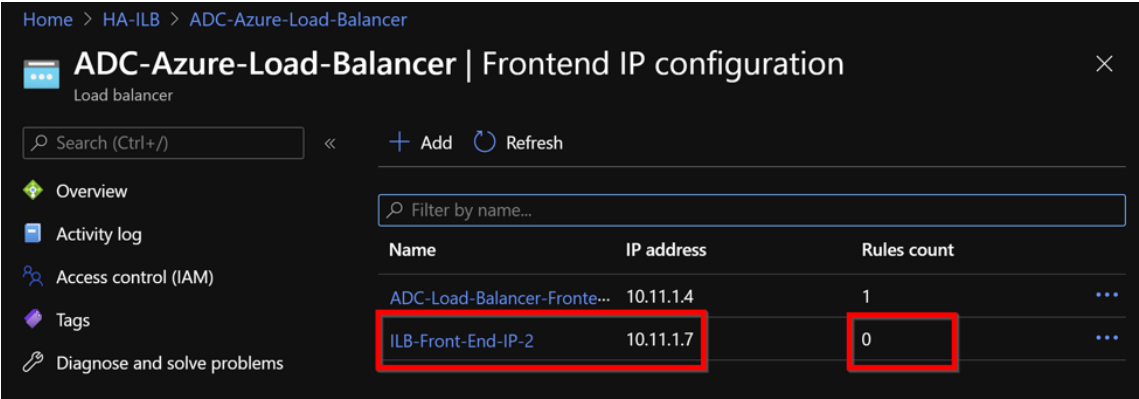 Home > HA-ILB > ADC-Azure-Load-Balancer
ADC-Azure-Load-Balancer | Frontend IP configuration
Load balancer
Search (Ctrl+/)
«
Add
Refresh
Overview
Activity log
Access control (IAM)
Tags
Diagnose and solve problems
Filter by name...
Name IP address Rules count
ADC-Load-Balancer-Fronte... 10.11.1.4 1
ILB-Front-End-IP-2 10.11.1.7 0